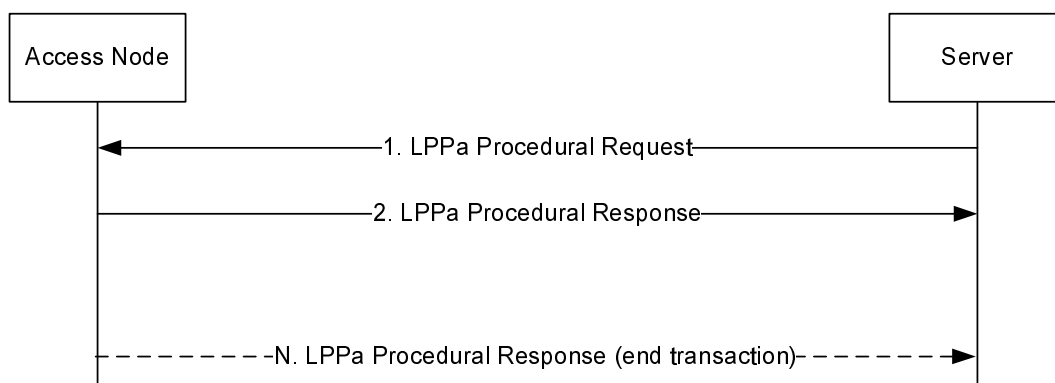 Access Node
Server
1. LPPa Procedural Request
2. LPPa Procedural Response
N. LPPa Procedural Response (end transaction)